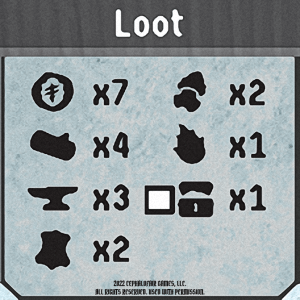 Loot
x7 x2
x4 x1
x3 x1
x2
2022 CEPHALOFAIR GAMES, LLC.
ALL RIGHTS RESERVED. USED WITH PERMISSION.